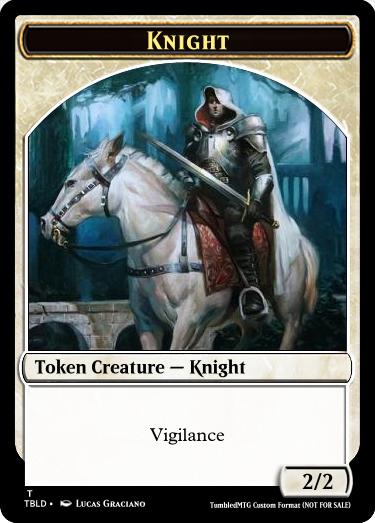 Knight
Token Creature — Knight
Vigilance
2/2
T
TBLD • Lucas Graciano
TumbledMTG Custom Format (NOT FOR SALE)